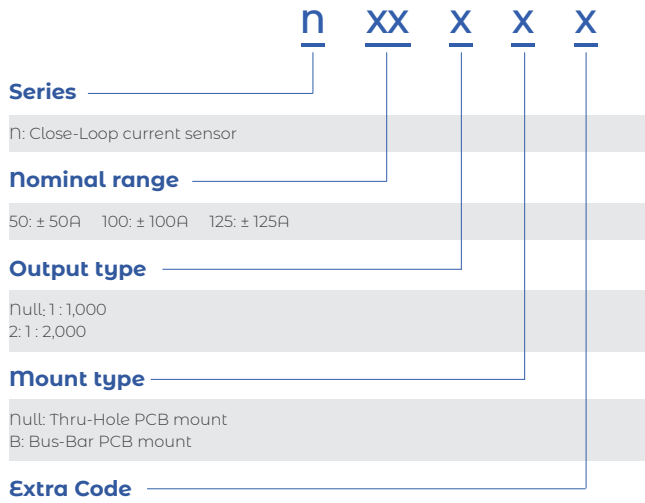 n xx x x x
Series
N: Close-Loop current sensor
Nominal range
50: ± 50A 100: ± 100A 125: ± 125A
Output type
Null: 1 : 1,000
2: 1 : 2,000
Mount type
Null: Thru-Hole PCB mount
B: Bus-Bar PCB mount
Extra Code